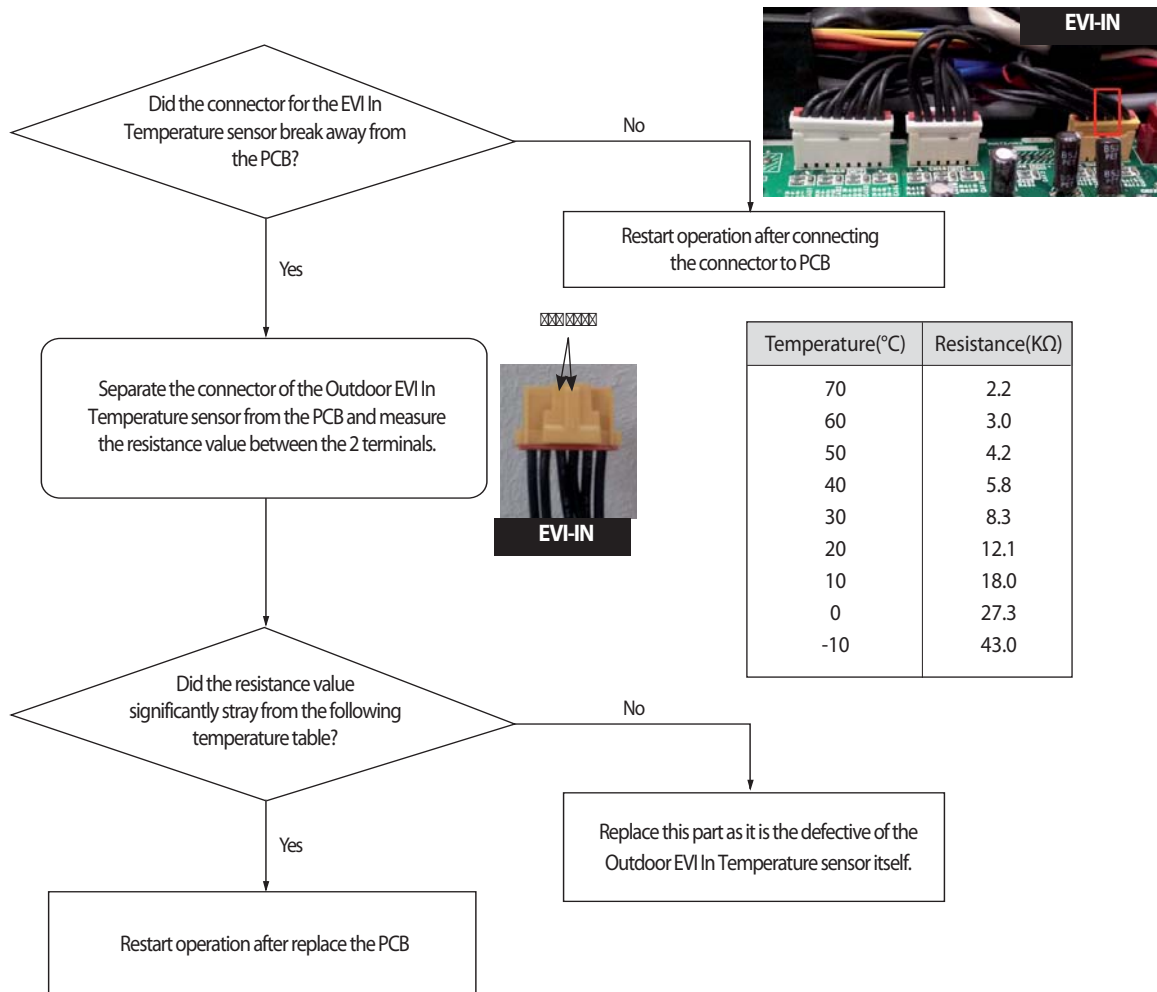 EVI-IN
Did the connector for the EVI In
Temperature sensor break away from
the PCB?
No
Restart operation after connecting
the connector to PCB
Yes
Separate the connector of the Outdoor EVI In
Temperature sensor from the PCB and measure
the resistance value between the 2 terminals.
EVI-IN
Temperature(°C) Resistance(KΩ)
70 2.2
60 3.0
50 4.2
40 5.8
30 8.3
20 12.1
10 18.0
0 27.3
-10 43.0
Did the resistance value
significantly stray from the following
temperature table?
No
Replace this part as it is the defective of the
Outdoor EVI In Temperature sensor itself.
Yes
Restart operation after replace the PCB